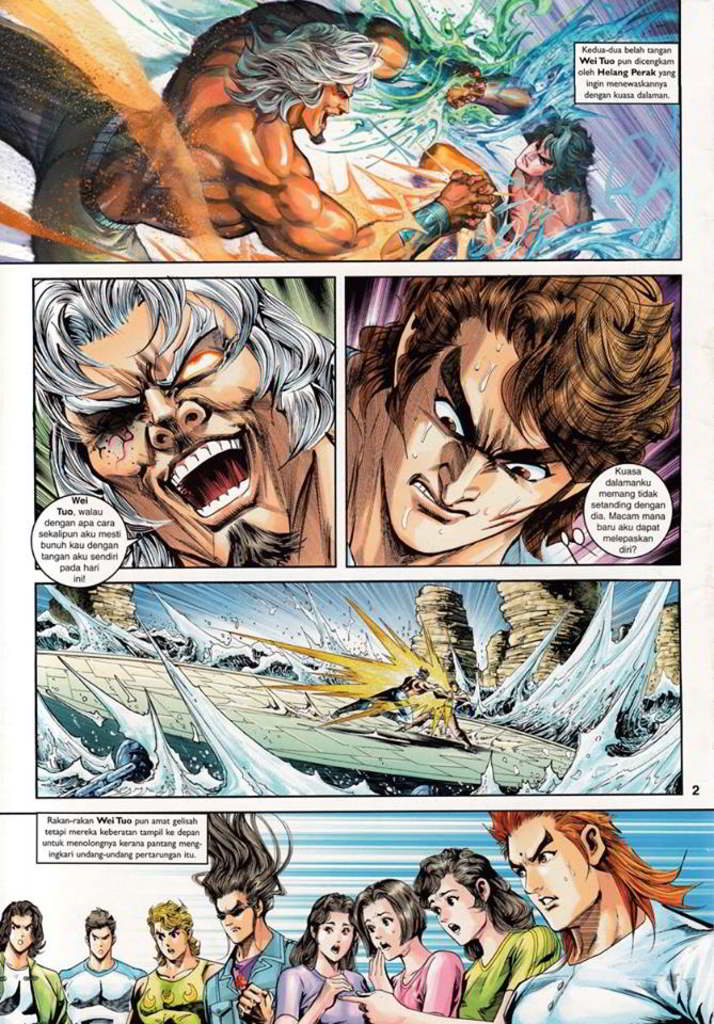 Kedua-dua belah tangan
Wei Tuo pun dicengkam
oleh Helang Perak yang
ingin menewaskannya
dengan kuasa dalaman.
Wei
Tuo, walau
dengan apa cara
sekalipun aku mesti
bunuh kau dengan
tangan aku sendiri
pada hari
ini!
Kuasa
dalamanku
memang tidak
setanding dengan
dia. Macam mana
baru aku dapat
melepaskan
diri?
2
Rakan-rakan Wei Tuo pun amat gelisah
tetapi mereka keberatan tampil ke depan
untuk menolongnya kerana pantang meng-
ingkari undang-undang pertarungan itu.